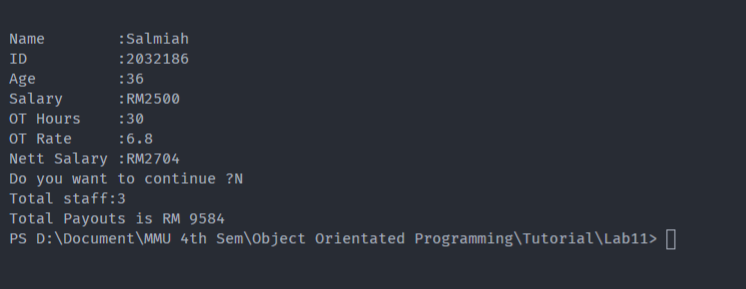 Name        :Salmiah
ID          :2032186
Age         :36
Salary      :RM2500
OT Hours    :30
OT Rate     :6.8
Nett Salary :RM2704
Do you want to continue ?N
Total staff:3
Total Payouts is RM 9584
PS D:\Document\MMU 4th Sem\Object Orientated Programming\Tutorial\Lab11>